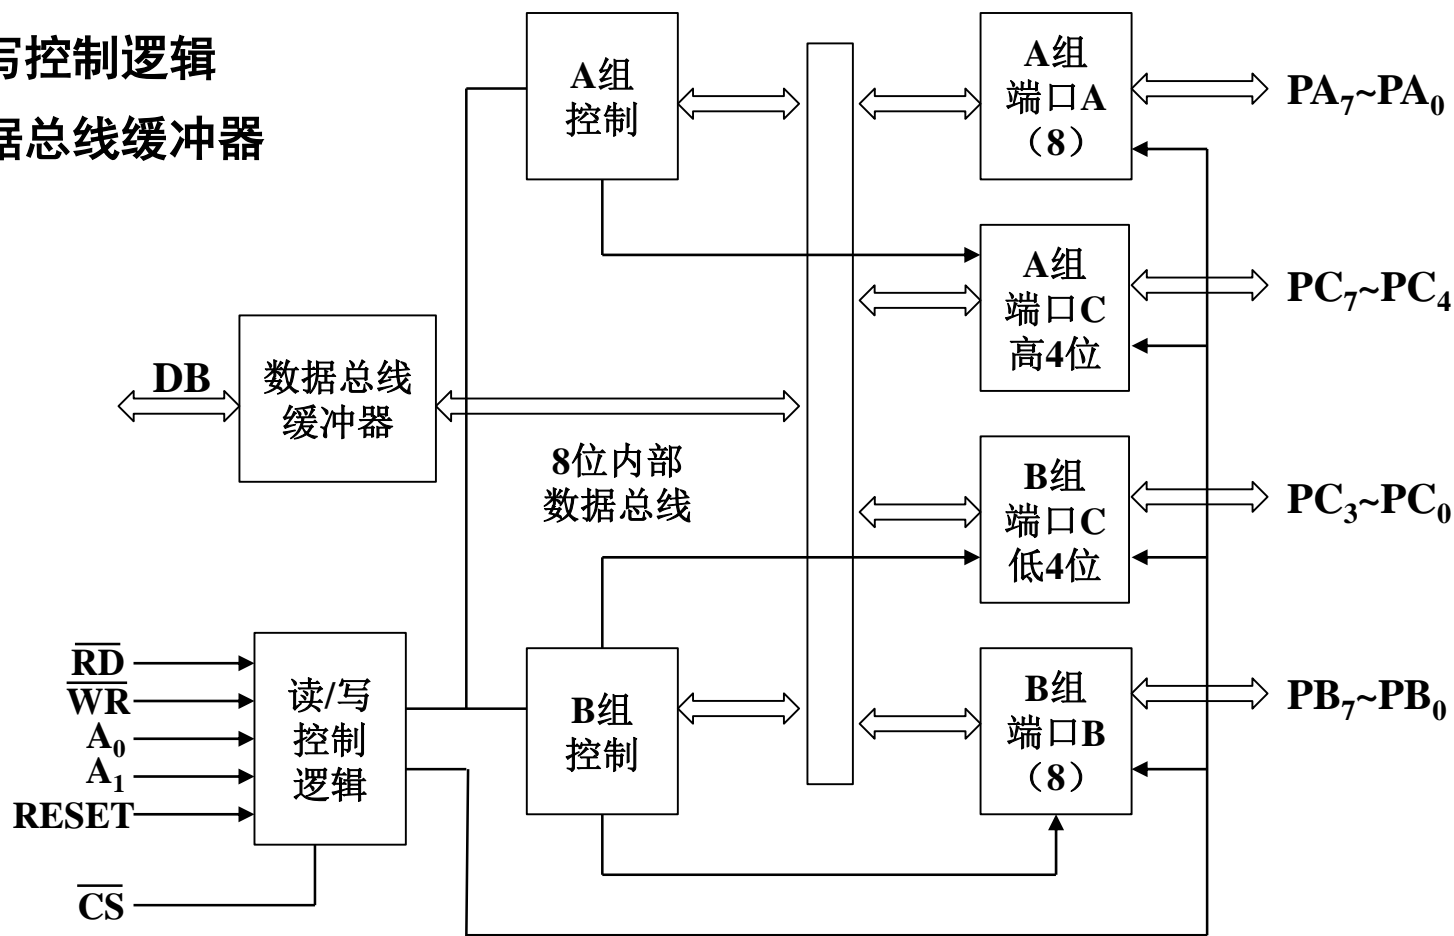 写控制逻辑
据总线缓冲器
A组
控制
A组
端口A
（8）
PA7~PA0
A组
端口C
高4位
PC7~PC4
DB
数据总线
缓冲器
8位内部
数据总线
B组
端口C
低4位
PC3~PC0
RD
WR
A0
A1
RESET
CS
读/写
控制
逻辑
B组
控制
B组
端口B
（8）
PB7~PB0